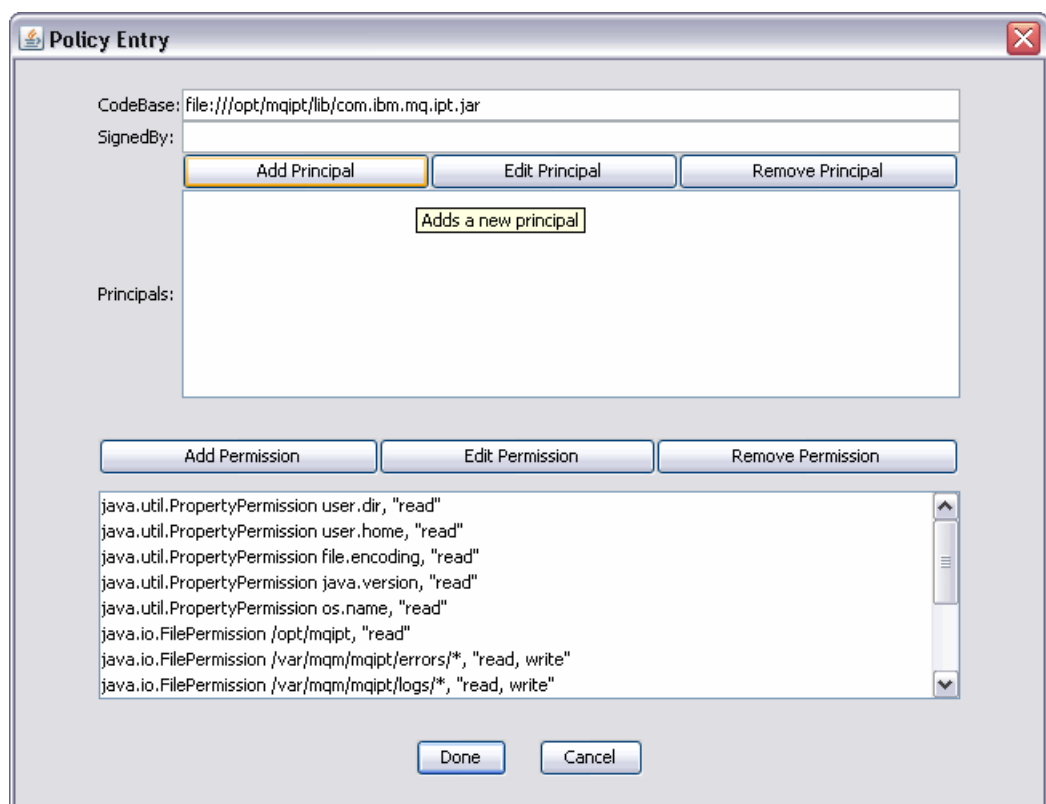 Policy Entry
CodeBase: file:///opt/mqipt/lib/com.ibm.mq.ipt.jar
SignedBy:
Add Principal Edit Principal Remove Principal
Adds a new principal
Principals:
Add Permission Edit Permission Remove Permission
java.util.PropertyPermission user.dir, "read"
java.util.PropertyPermission user.home, "read"
java.util.PropertyPermission file.encoding, "read"
java.util.PropertyPermission java.version, "read"
java.util.PropertyPermission os.name, "read"
java.io.FilePermission /opt/mqipt, "read"
java.io.FilePermission /var/mqm/mqipt/errors/*, "read, write"
java.io.FilePermission /var/mqm/mqipt/logs/*, "read, write"
Done Cancel